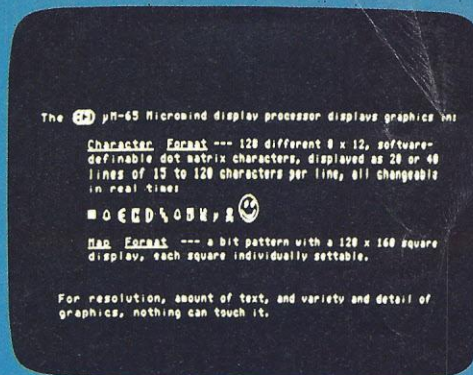 The µM-65 Micromind display processor displays graphics in:
Character Format --- 128 different 8 x 12, software-
definable dot matrix characters, displayed as 20 or 40
lines of 15 to 120 characters per line, all changeable
in real time:
Map Format --- a bit pattern with a 120 x 160 square
display, each square individually settable.
For resolution, amount of text, and variety and detail of
graphics, nothing can touch it.